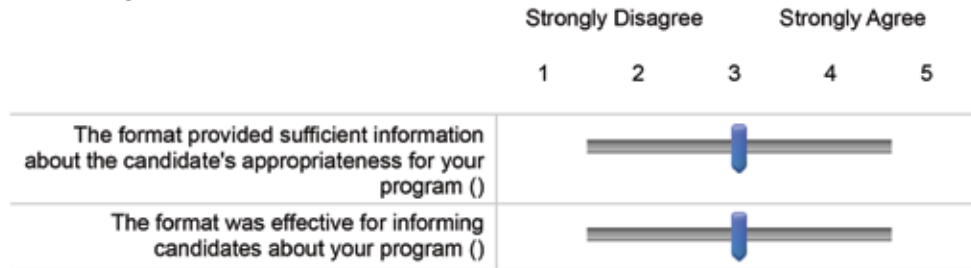 Strongly Disagree Strongly Agree
1 2 3 4 5
The format provided sufficient information
about the candidate's appropriateness for your
program ()
The format was effective for informing
candidates about your program ()